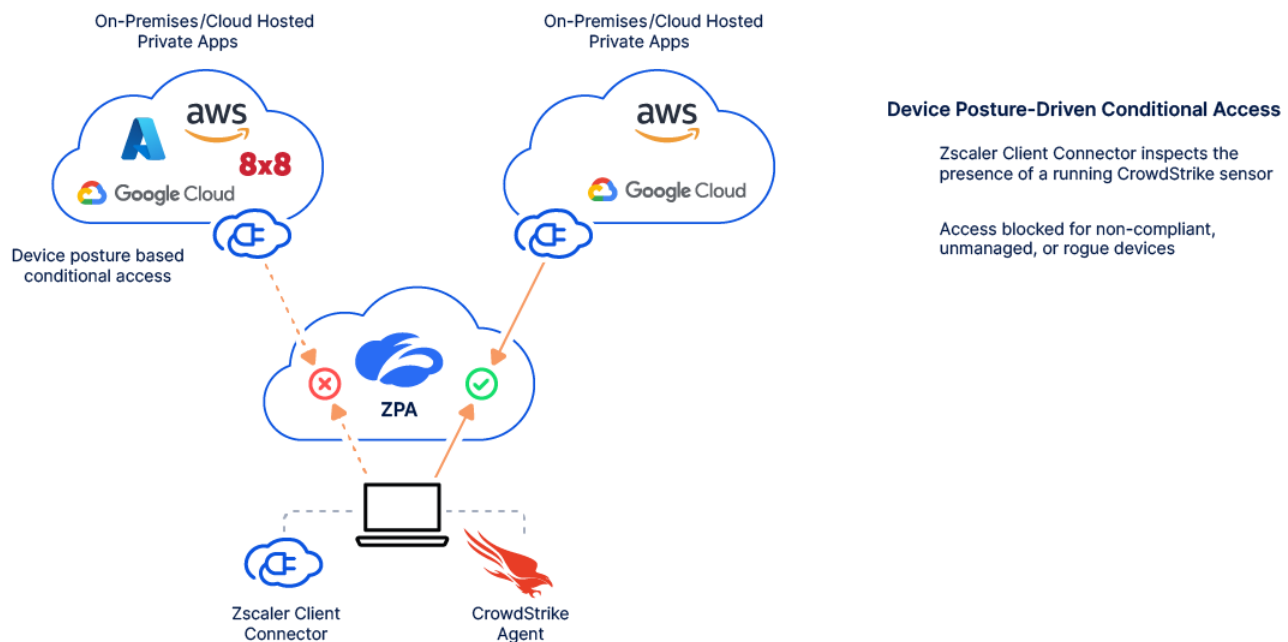 On-Premises/Cloud Hosted
Private Apps
On-Premises/Cloud Hosted
Private Apps
aws
8x8
Google Cloud
aws
Google Cloud
Device posture based
conditional access
ZPA
Zscaler Client
Connector
CrowdStrike
Agent
Device Posture-Driven Conditional Access
Zscaler Client Connector inspects the
presence of a running CrowdStrike sensor
Access blocked for non-compliant,
unmanaged, or rogue devices